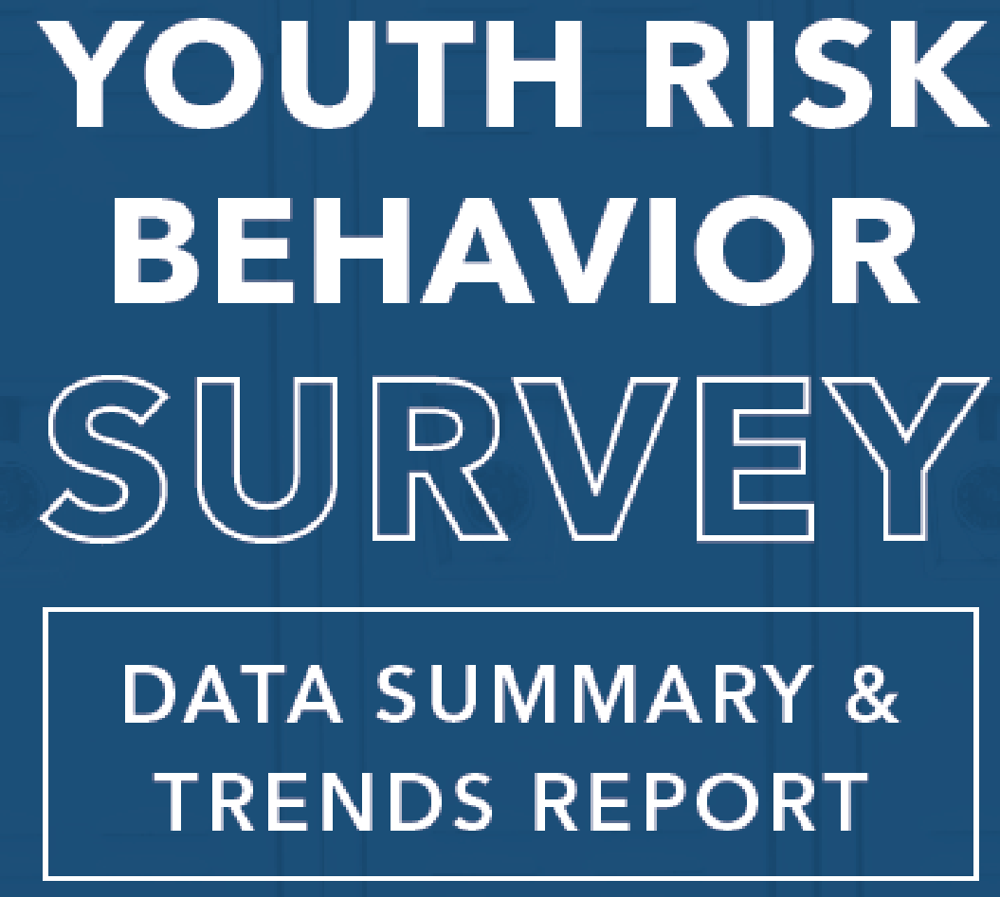 YOUTH RISK
BEHAVIOR
SURVEY
DATA SUMMARY &
TRENDS REPORT